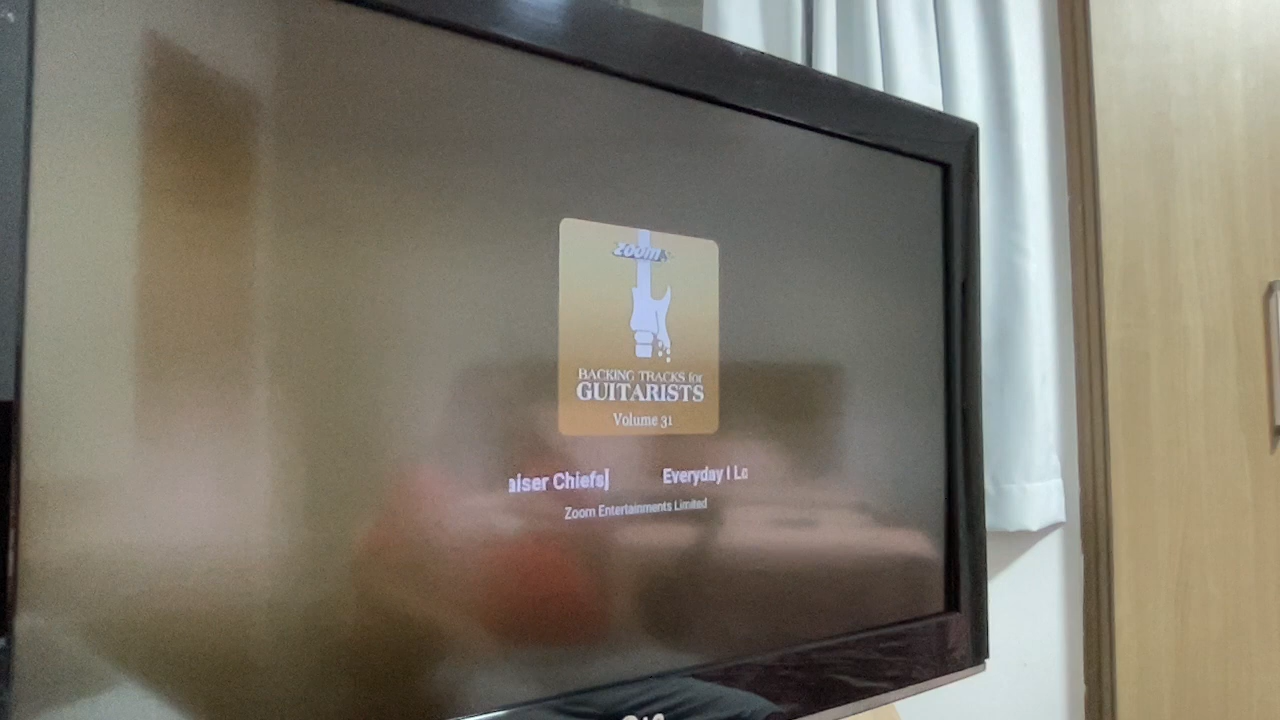 zoom
BACKING TRACKS for
GUITARISTS
Volume 31
aiser Chiefs] Everyday I Lo
Zoom Entertainments Limited